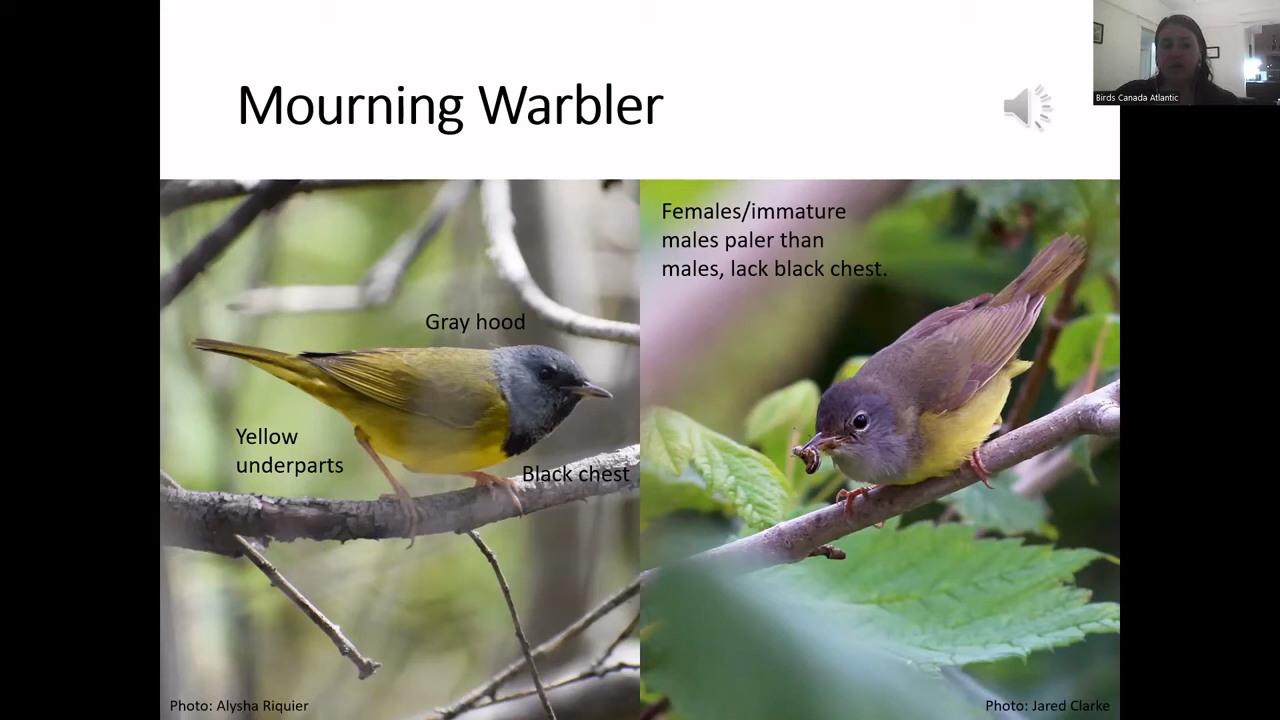 Mourning Warbler
Birds Canada Atlantic
Females/immature
males paler than
males, lack black chest.
Gray hood
Yellow
underparts
Black chest
Photo: Alysha Riquier
Photo: Jared Clarke